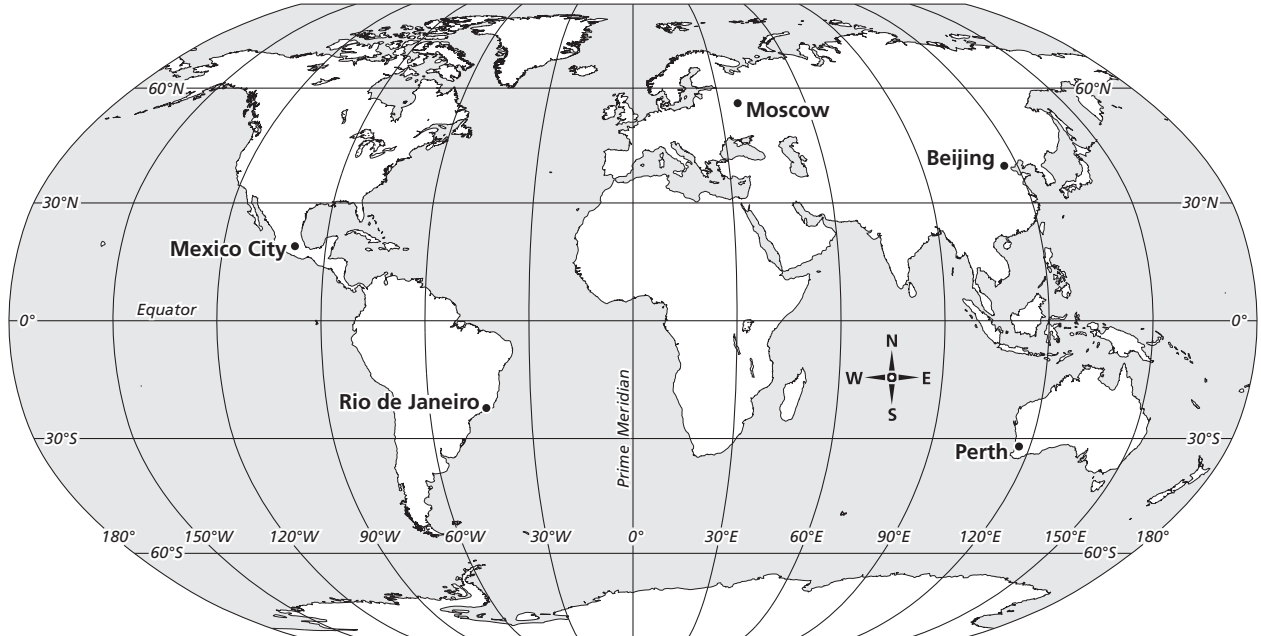 60°N
60°N
Moscow
Beijing
30°N
30°N
Mexico City
Equator
0°
0°
N
W E
S
Prime Meridian
Rio de Janeiro
30°S
30°S
Perth
180° 150°W 120°W 90°W 60°W 30°W 0° 30°E 60°E 90°E 120°E 150°E 180°
60°S
60°S